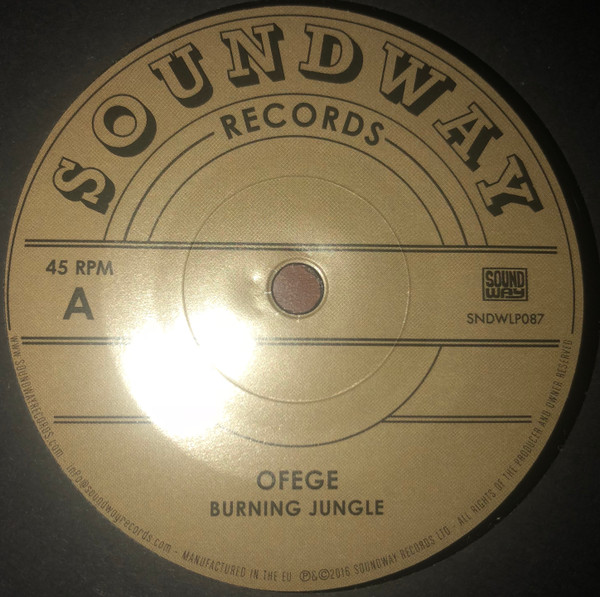 SOUNDWAY
RECORDS
45 RPM
A
SOUND
WAY
SNDWLP087
OFEGE
BURNING JUNGLE
WWW.SOUNDWAYRECORDS.COM - info@soundwayrecords.com - MANUFACTURED IN THE EU ℗&©2016 SOUNDWAY RECORDS LTD - ALL RIGHTS OF THE PRODUCER AND OWNER RESERVED